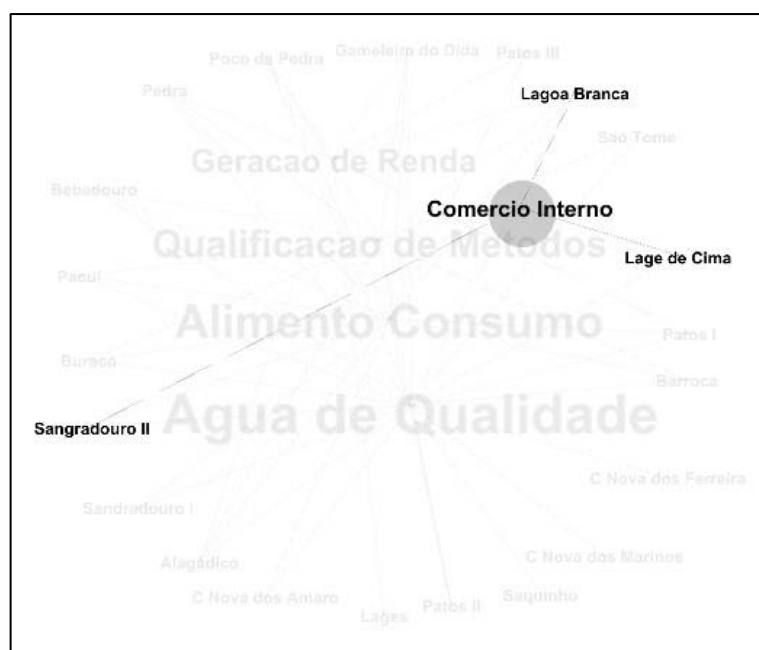 Gameleira do Dida
Patos III
Poco da Pedra
Pedra
Lagoa Branca
Sao Tome
Geracao de Renda
Bebedouro
Comercio Interno
Qualificacao de Metodos
Lage de Cima
Pacui
Alimento Consumo
Patos I
Buraco
Barroca
Agua de Qualidade
Sangradouro II
C Nova dos Ferreira
Sandradouro I
C Nova dos Marinos
Alagádico
Saquinho
C Nova dos Amaro
Patos II
Lages